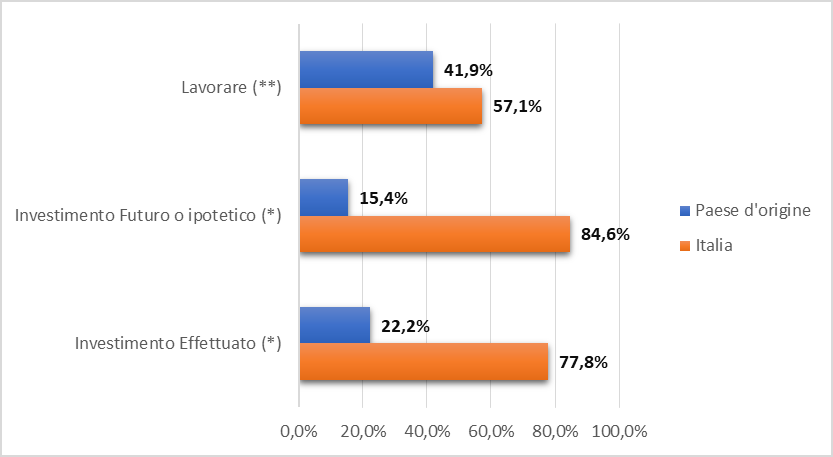 Lavorare (**)
41,9%
57,1%
Investimento Futuro o ipotetico (*)
15,4%
84,6%
Investimento Effettuato (*)
22,2%
77,8%
0,0% 20,0% 40,0% 60,0% 80,0% 100,0%
Paese d'origine
Italia